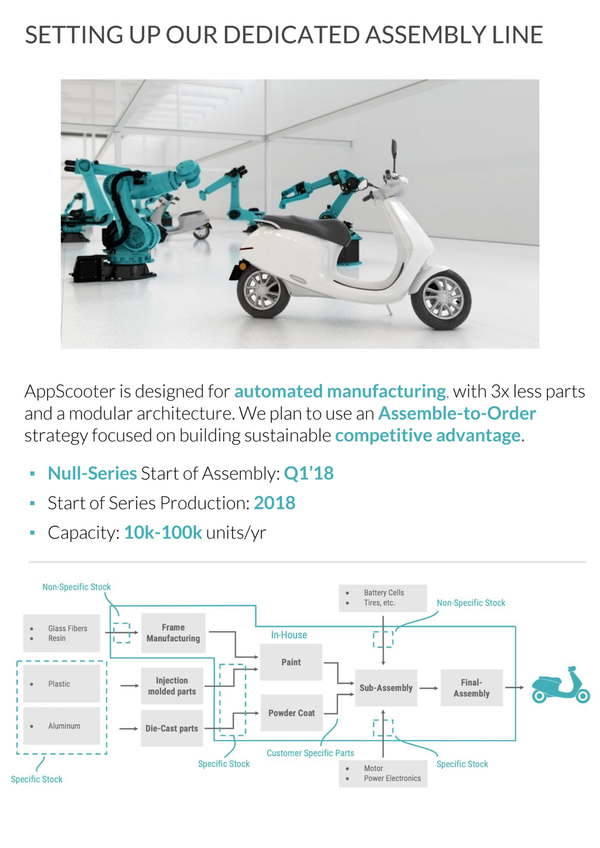 SETTING UP OUR DEDICATED ASSEMBLY LINE
AppScooter is designed for automated manufacturing, with 3x less parts
and a modular architecture. We plan to use an Assemble-to-Order
strategy focused on building sustainable competitive advantage.
▪ Null-Series Start of Assembly: Q1’18
▪ Start of Series Production: 2018
▪ Capacity: 10k-100k units/yr
Non-Specific Stock
• Glass Fibers
• Resin
Frame
Manufacturing
• Battery Cells
• Tires, etc.
Non-Specific Stock
In-House
• Plastic
Injection
molded parts
Paint
Sub-Assembly
Final-
Assembly
• Aluminum
Die-Cast parts
Powder Coat
Customer Specific Parts
Specific Stock
Specific Stock
Specific Stock
• Motor
• Power Electronics